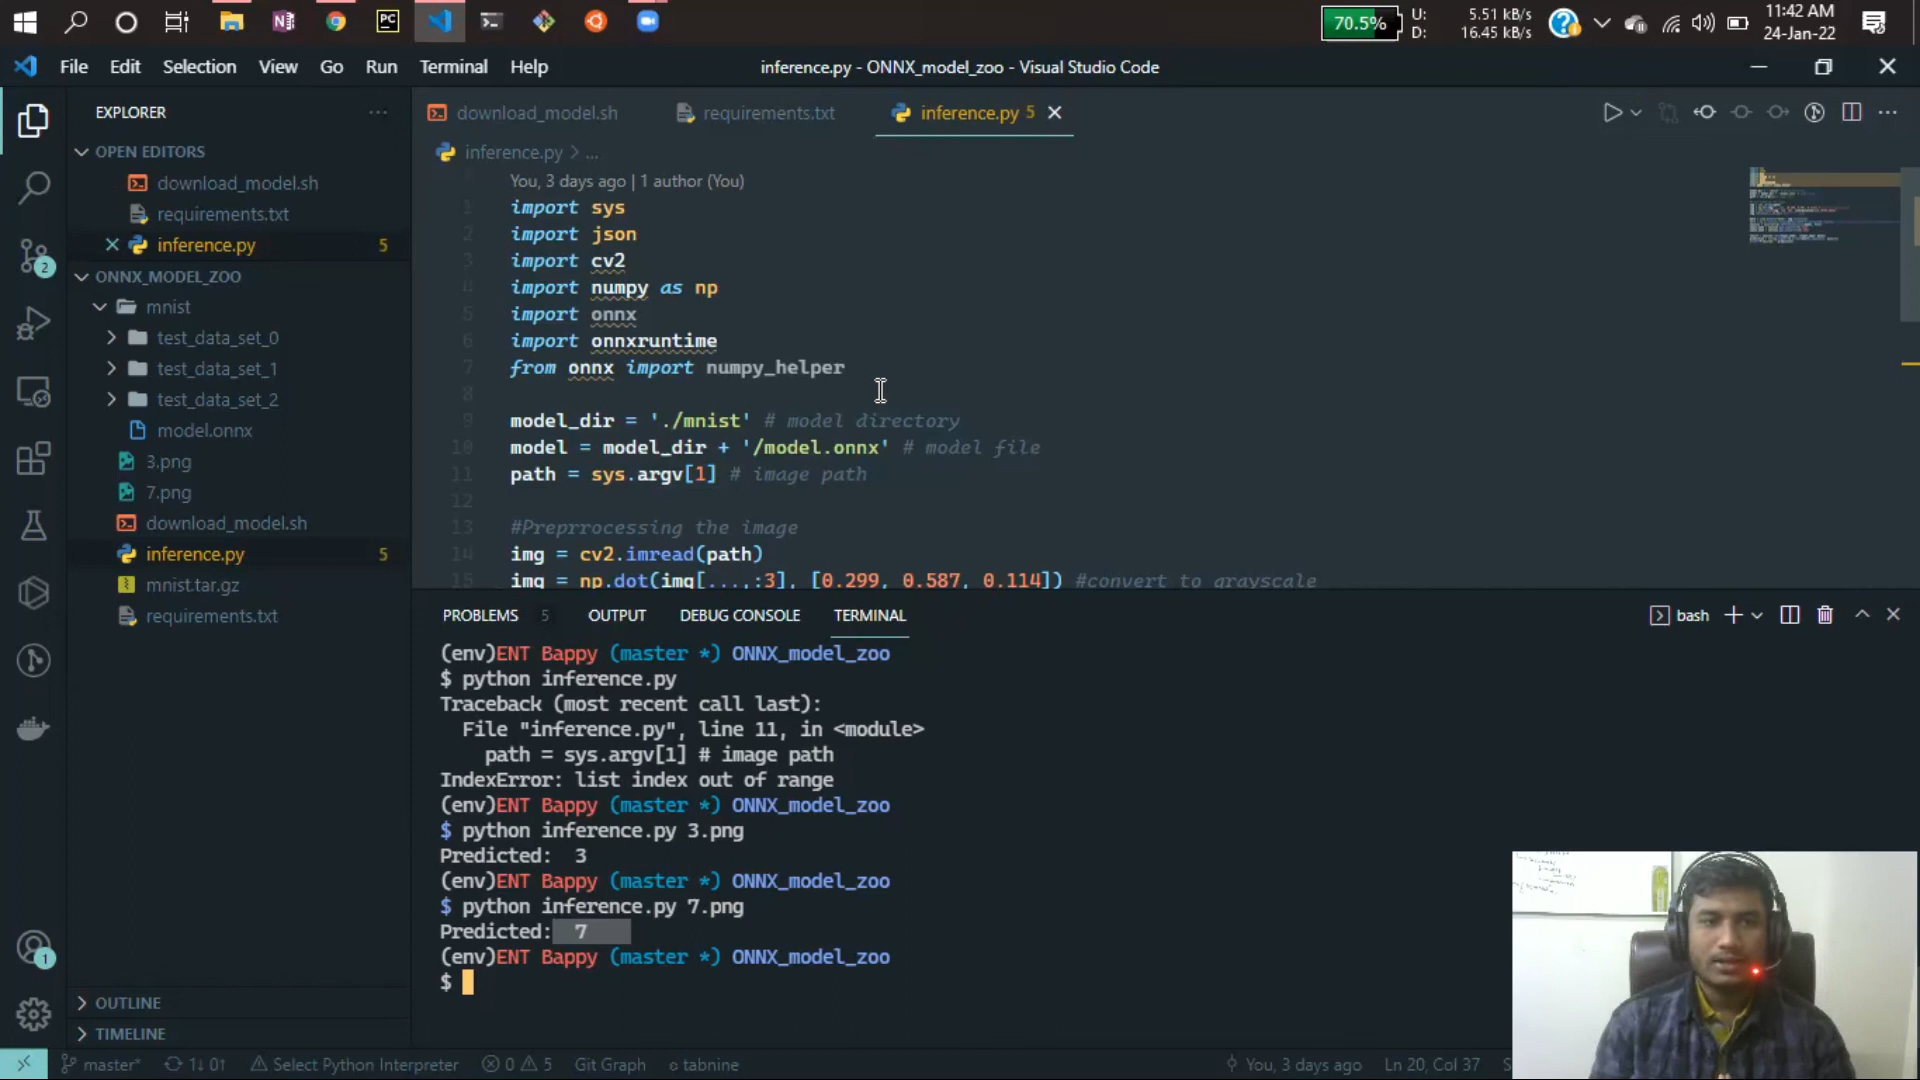 70.5%
U: 5.51 kB/s
D: 16.45 kB/s
11:42 AM
24-Jan-22
File Edit Selection View Go Run Terminal Help
inference.py - ONNX_model_zoo - Visual Studio Code
EXPLORER
OPEN EDITORS
download_model.sh
requirements.txt
inference.py 5
ONNX_MODEL_ZOO
mnist
test_data_set_0
test_data_set_1
test_data_set_2
model.onnx
3.png
7.png
download_model.sh
inference.py 5
mnist.tar.gz
requirements.txt
OUTLINE
TIMELINE
2
1
download_model.sh requirements.txt inference.py 5
inference.py > ...
You, 3 days ago | 1 author (You)
1 import sys
2 import json
3 import cv2
4 import numpy as np
5 import onnx
6 import onnxruntime
7 from onnx import numpy_helper
8
9 model_dir = './mnist' # model directory
10 model = model_dir + '/model.onnx' # model file
11 path = sys.argv[1] # image path
12
13 #Preprrocessing the image
14 img = cv2.imread(path)
15 img = np.dot(img[...,:3], [0.299, 0.587, 0.114]) #convert to grayscale
PROBLEMS 5 OUTPUT DEBUG CONSOLE TERMINAL
bash
(env)ENT Bappy (master *) ONNX_model_zoo
$ python inference.py
Traceback (most recent call last):
File "inference.py", line 11, in <module>
path = sys.argv[1] # image path
IndexError: list index out of range
(env)ENT Bappy (master *) ONNX_model_zoo
$ python inference.py 3.png
Predicted: 3
(env)ENT Bappy (master *) ONNX_model_zoo
$ python inference.py 7.png
Predicted: 7
(env)ENT Bappy (master *) ONNX_model_zoo
$
master* 1↓ 0↑ Select Python Interpreter 0 5 Git Graph tabnine You, 3 days ago Ln 20, Col 37